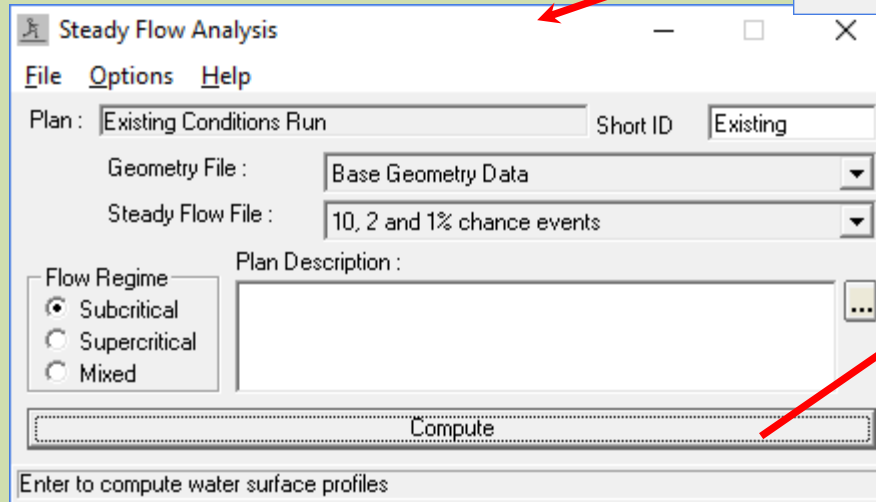 Steady Flow Analysis
File Options Help
Plan : Existing Conditions Run Short ID Existing
Geometry File : Base Geometry Data
Steady Flow File : 10, 2 and 1% chance events
Flow Regime Plan Description :
Subcritical ...
Supercritical
Mixed
Compute
Enter to compute water surface profiles